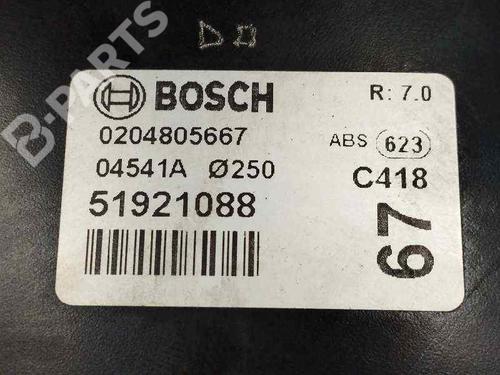 B-PARTS
BOSCH R: 7.0
0204805667 ABS 623
04541A Ø250 C418
51921088
67